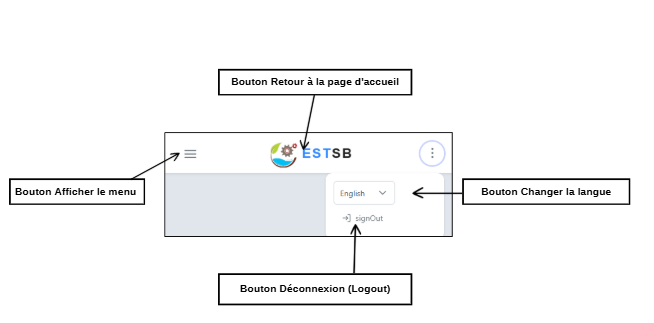 Bouton Retour à la page d'accueil
ESTSB
Bouton Afficher le menu
English
Bouton Changer la langue
signOut
Bouton Déconnexion (Logout)